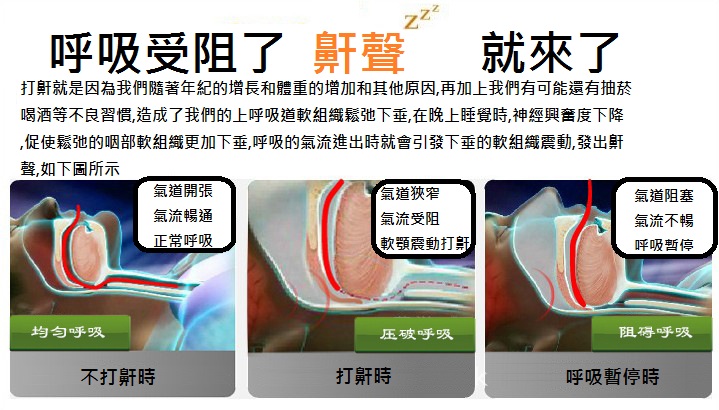 呼吸受阻了 鼾聲 zzz 就來了
打鼾就是因為我們隨著年紀的增長和體重的增加和其他原因,再加上我們有可能還有抽菸
喝酒等不良習慣,造成了我們的上呼吸道軟組織鬆弛下垂,在晚上睡覺時,神經興奮度下降
,促使鬆弛的咽部軟組織更加下垂,呼吸的氣流進出時就會引發下垂的軟組織震動,發出鼾
聲,如下圖所示
氣道開張
氣流暢通
正常呼吸
均勻呼吸
不打鼾時
氣道狹窄
氣流受阻
軟顎震動打鼾
压破呼吸
打鼾時
氣道阻塞
氣流不暢
呼吸暫停
阻碍呼吸
呼吸暫停時